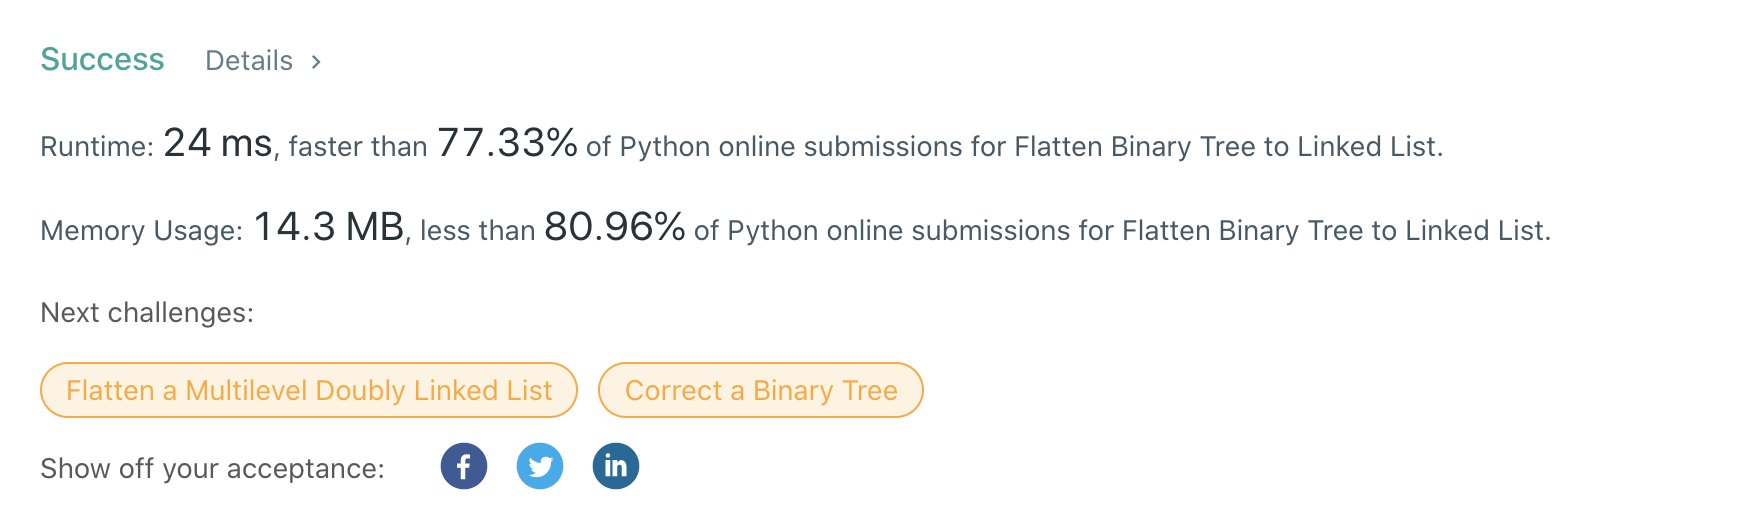 Success Details >
Runtime: 24 ms, faster than 77.33% of Python online submissions for Flatten Binary Tree to Linked List.
Memory Usage: 14.3 MB, less than 80.96% of Python online submissions for Flatten Binary Tree to Linked List.
Next challenges:
Flatten a Multilevel Doubly Linked List Correct a Binary Tree
Show off your acceptance: f in